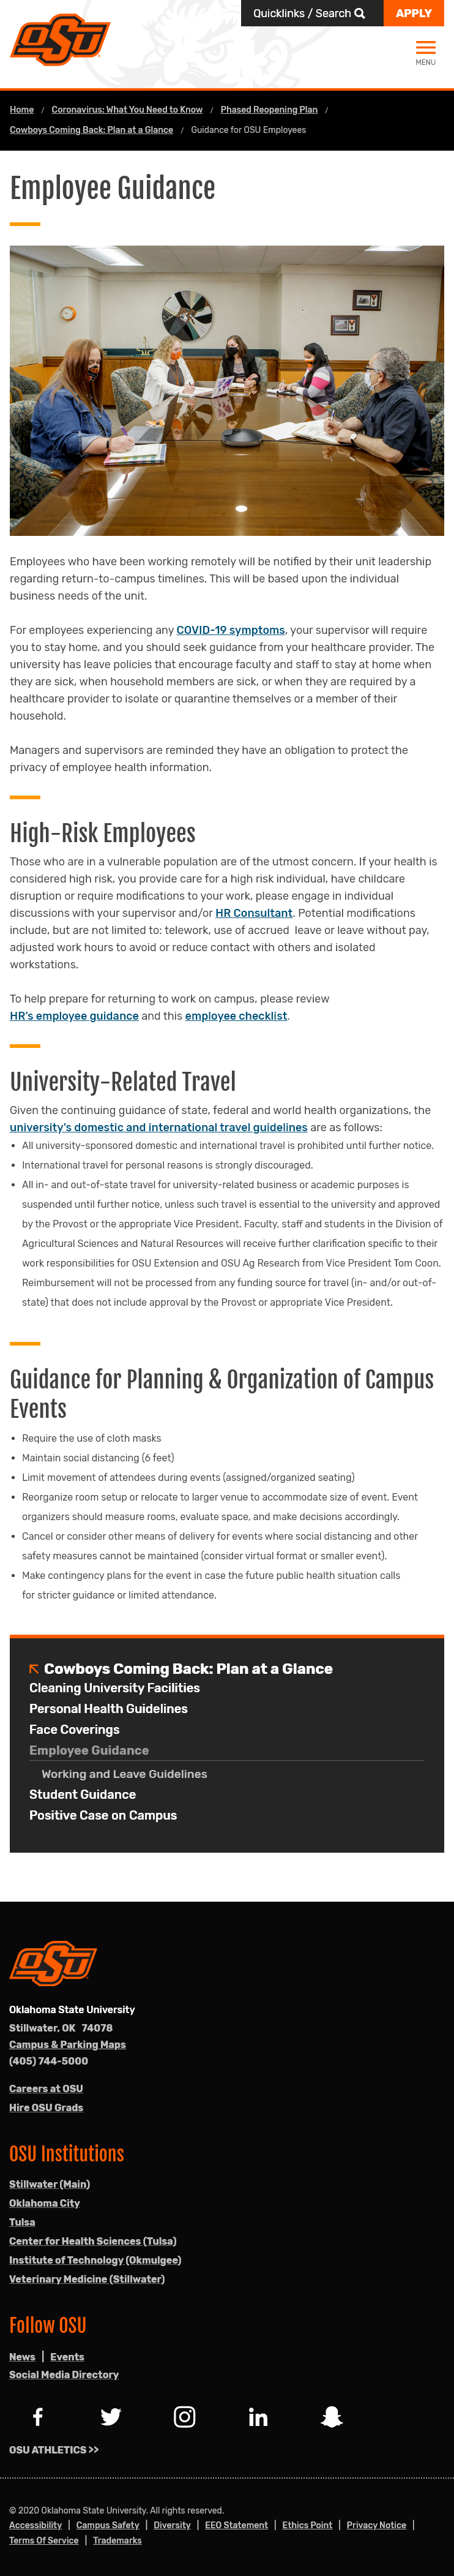 OSU
Quicklinks / Search
APPLY
MENU
Home / Coronavirus: What You Need to Know / Phased Reopening Plan /
Cowboys Coming Back: Plan at a Glance / Guidance for OSU Employees
Employee Guidance
Employees who have been working remotely will be notified by their unit leadership
regarding return-to-campus timelines. This will be based upon the individual
business needs of the unit.
For employees experiencing any COVID-19 symptoms, your supervisor will require
you to stay home, and you should seek guidance from your healthcare provider. The
university has leave policies that encourage faculty and staff to stay at home when
they are sick, when household members are sick, or when they are required by a
healthcare provider to isolate or quarantine themselves or a member of their
household.
Managers and supervisors are reminded they have an obligation to protect the
privacy of employee health information.
High-Risk Employees
Those who are in a vulnerable population are of the utmost concern. If your health is
considered high risk, you provide care for a high risk individual, have childcare
disruption or require modifications to your work, please engage in individual
discussions with your supervisor and/or HR Consultant. Potential modifications
include, but are not limited to: telework, use of accrued leave or leave without pay,
adjusted work hours to avoid or reduce contact with others and isolated
workstations.
To help prepare for returning to work on campus, please review
HR's employee guidance and this employee checklist.
University-Related Travel
Given the continuing guidance of state, federal and world health organizations, the
university's domestic and international travel guidelines are as follows:
• All university-sponsored domestic and international travel is prohibited until further notice.
• International travel for personal reasons is strongly discouraged.
• All in- and out-of-state travel for university-related business or academic purposes is
suspended until further notice, unless such travel is essential to the university and approved
by the Provost or the appropriate Vice President. Faculty, staff and students in the Division of
Agricultural Sciences and Natural Resources will receive further clarification specific to their
work responsibilities for OSU Extension and OSU Ag Research from Vice President Tom Coon.
Reimbursement will not be processed from any funding source for travel (in- and/or out-of-
state) that does not include approval by the Provost or appropriate Vice President.
Guidance for Planning & Organization of Campus
Events
• Require the use of cloth masks
• Maintain social distancing (6 feet)
• Limit movement of attendees during events (assigned/organized seating)
• Reorganize room setup or relocate to larger venue to accommodate size of event. Event
organizers should measure rooms, evaluate space, and make decisions accordingly.
• Cancel or consider other means of delivery for events where social distancing and other
safety measures cannot be maintained (consider virtual format or smaller event).
• Make contingency plans for the event in case the future public health situation calls
for stricter guidance or limited attendance.
Cowboys Coming Back: Plan at a Glance
Cleaning University Facilities
Personal Health Guidelines
Face Coverings
Employee Guidance
Working and Leave Guidelines
Student Guidance
Positive Case on Campus
OSU
Oklahoma State University
Stillwater, OK 74078
Campus & Parking Maps
(405) 744-5000
Careers at OSU
Hire OSU Grads
OSU Institutions
Stillwater (Main)
Oklahoma City
Tulsa
Center for Health Sciences (Tulsa)
Institute of Technology (Okmulgee)
Veterinary Medicine (Stillwater)
Follow OSU
News | Events
Social Media Directory
OSU ATHLETICS >>
© 2020 Oklahoma State University. All rights reserved.
Accessibility | Campus Safety | Diversity | EEO Statement | Ethics Point | Privacy Notice |
Terms Of Service | Trademarks